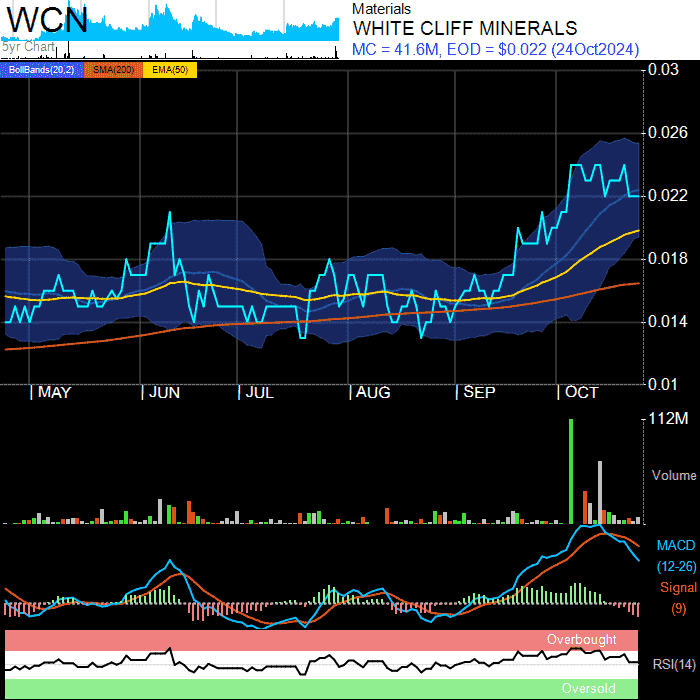 WCN
5yr Chart
Materials
WHITE CLIFF MINERALS
MC = 41.6M, EOD = $0.022 (24Oct2024)
BollBands(20,2) SMA(200) EMA(50)
0.03
0.026
0.022
0.018
0.014
0.01
MAY JUN JUL AUG SEP OCT
112M
Volume
MACD
(12-26)
Signal
(9)
Overbought
RSI(14)
Oversold